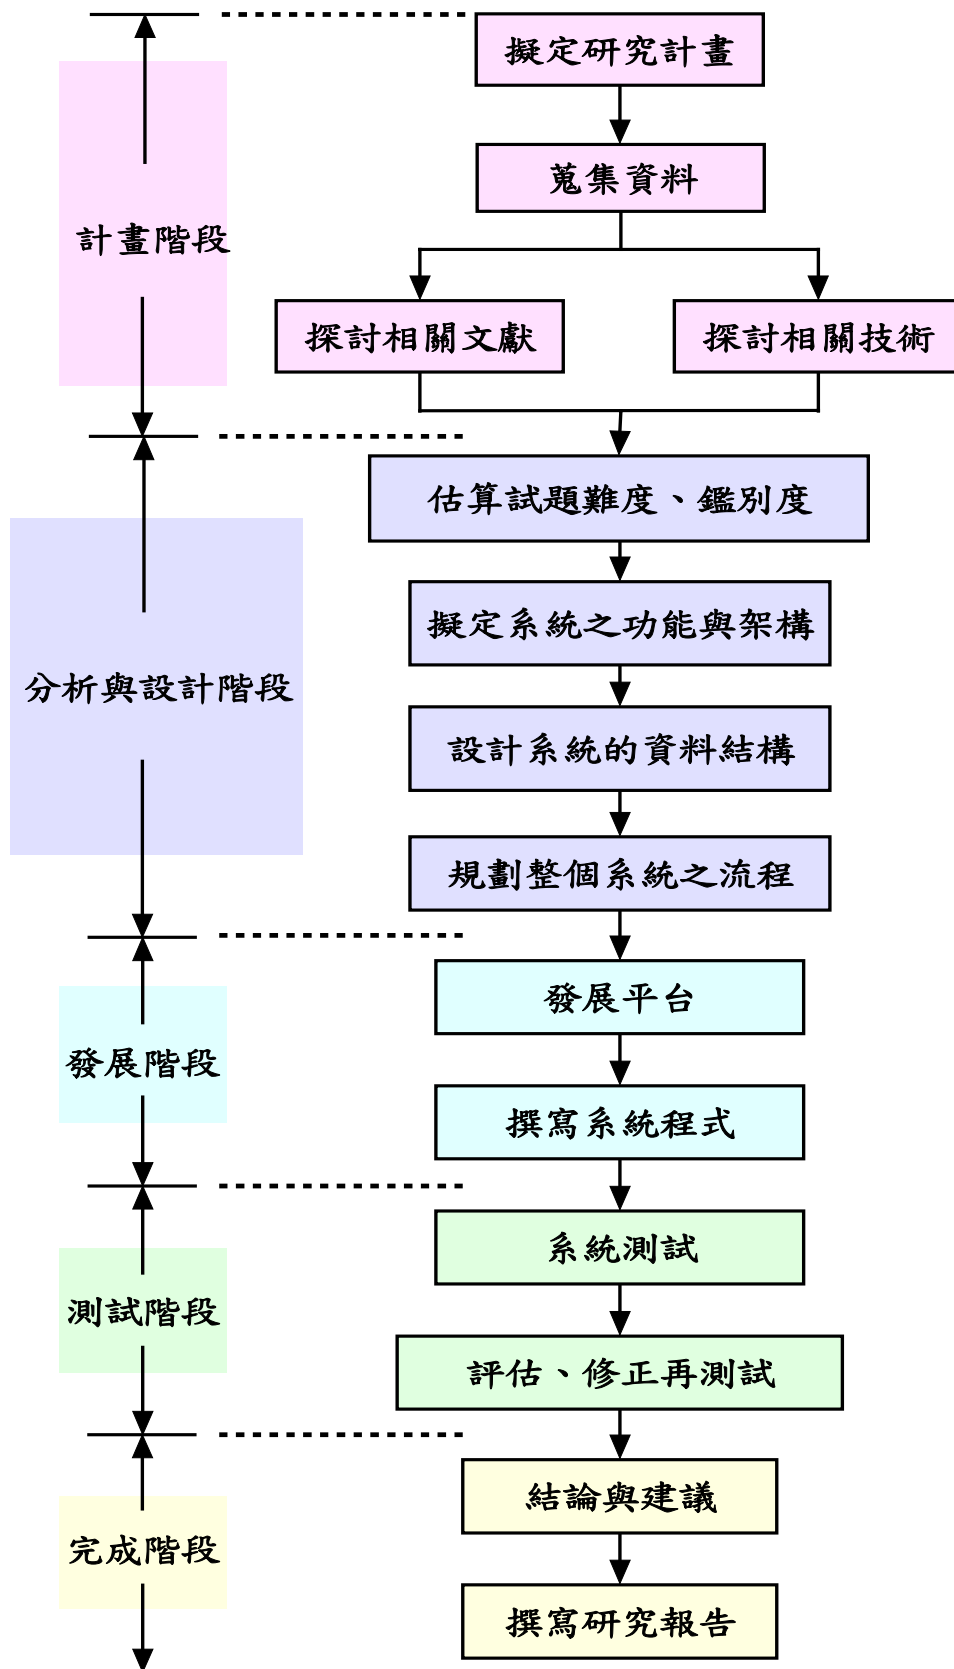 擬定研究計畫
蒐集資料
計畫階段
探討相關文獻
探討相關技術
估算試題難度、鑑別度
擬定系統之功能與架構
分析與設計階段
設計系統的資料結構
規劃整個系統之流程
發展平台
發展階段
撰寫系統程式
系統測試
測試階段
評估、修正再測試
結論與建議
完成階段
撰寫研究報告